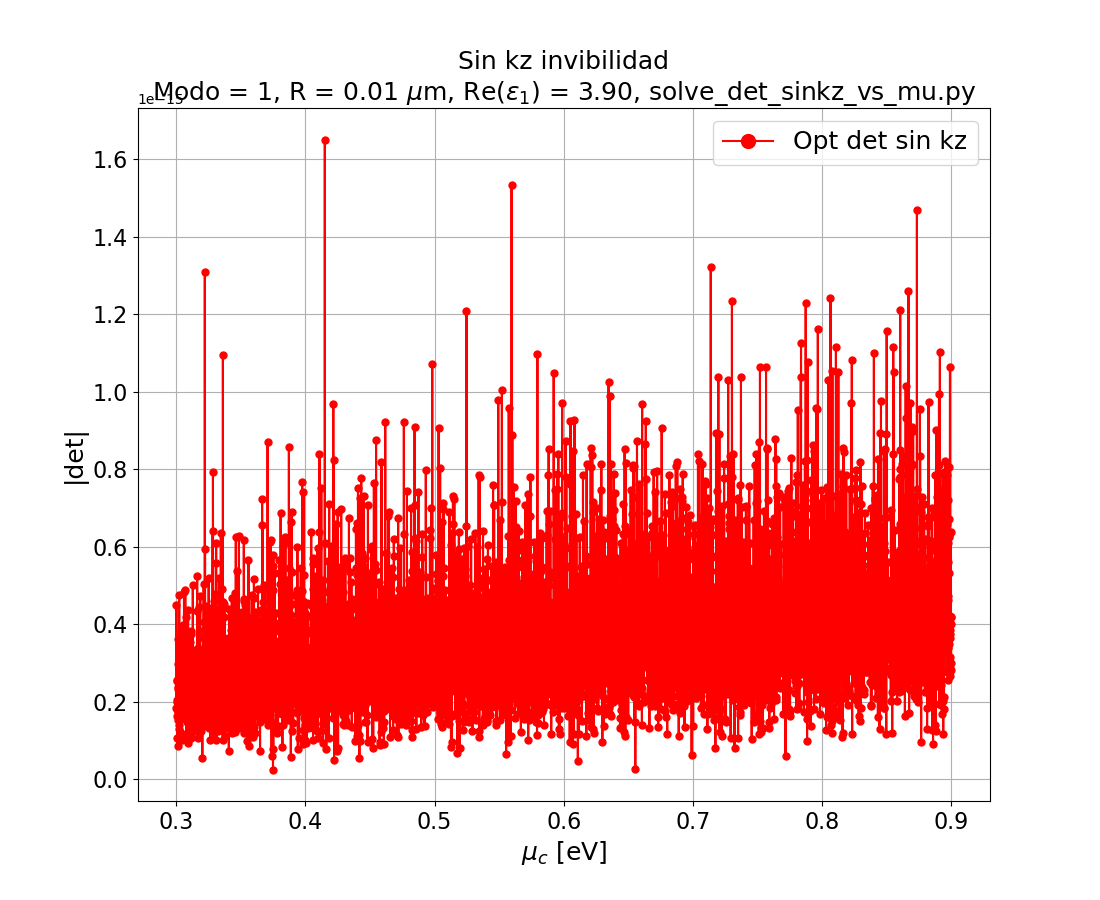 Sin kz invibilidad
Modo = 1, R = 0.01 μm, Re(ε₁) = 3.90, solve_det_sinkz_vs_mu.py
Opt det sin kz
1.6
1.4
1.2
1.0
0.8
0.6
0.4
0.2
0.0
|det|
0.3 0.4 0.5 0.6 0.7 0.8 0.9
μ_c [eV]